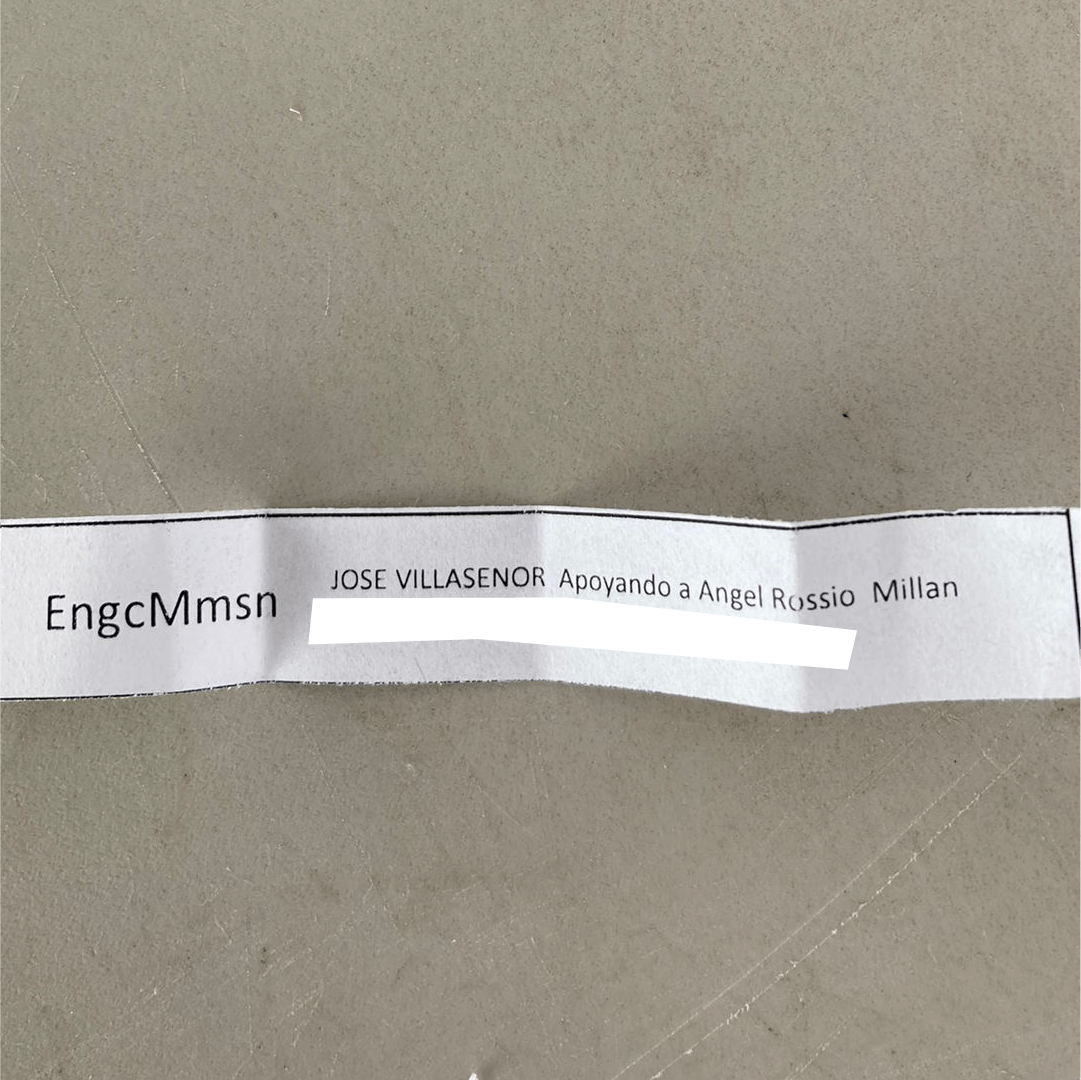 EngcMmsn
JOSE VILLASENOR Apoyando a Angel Rossio Millan